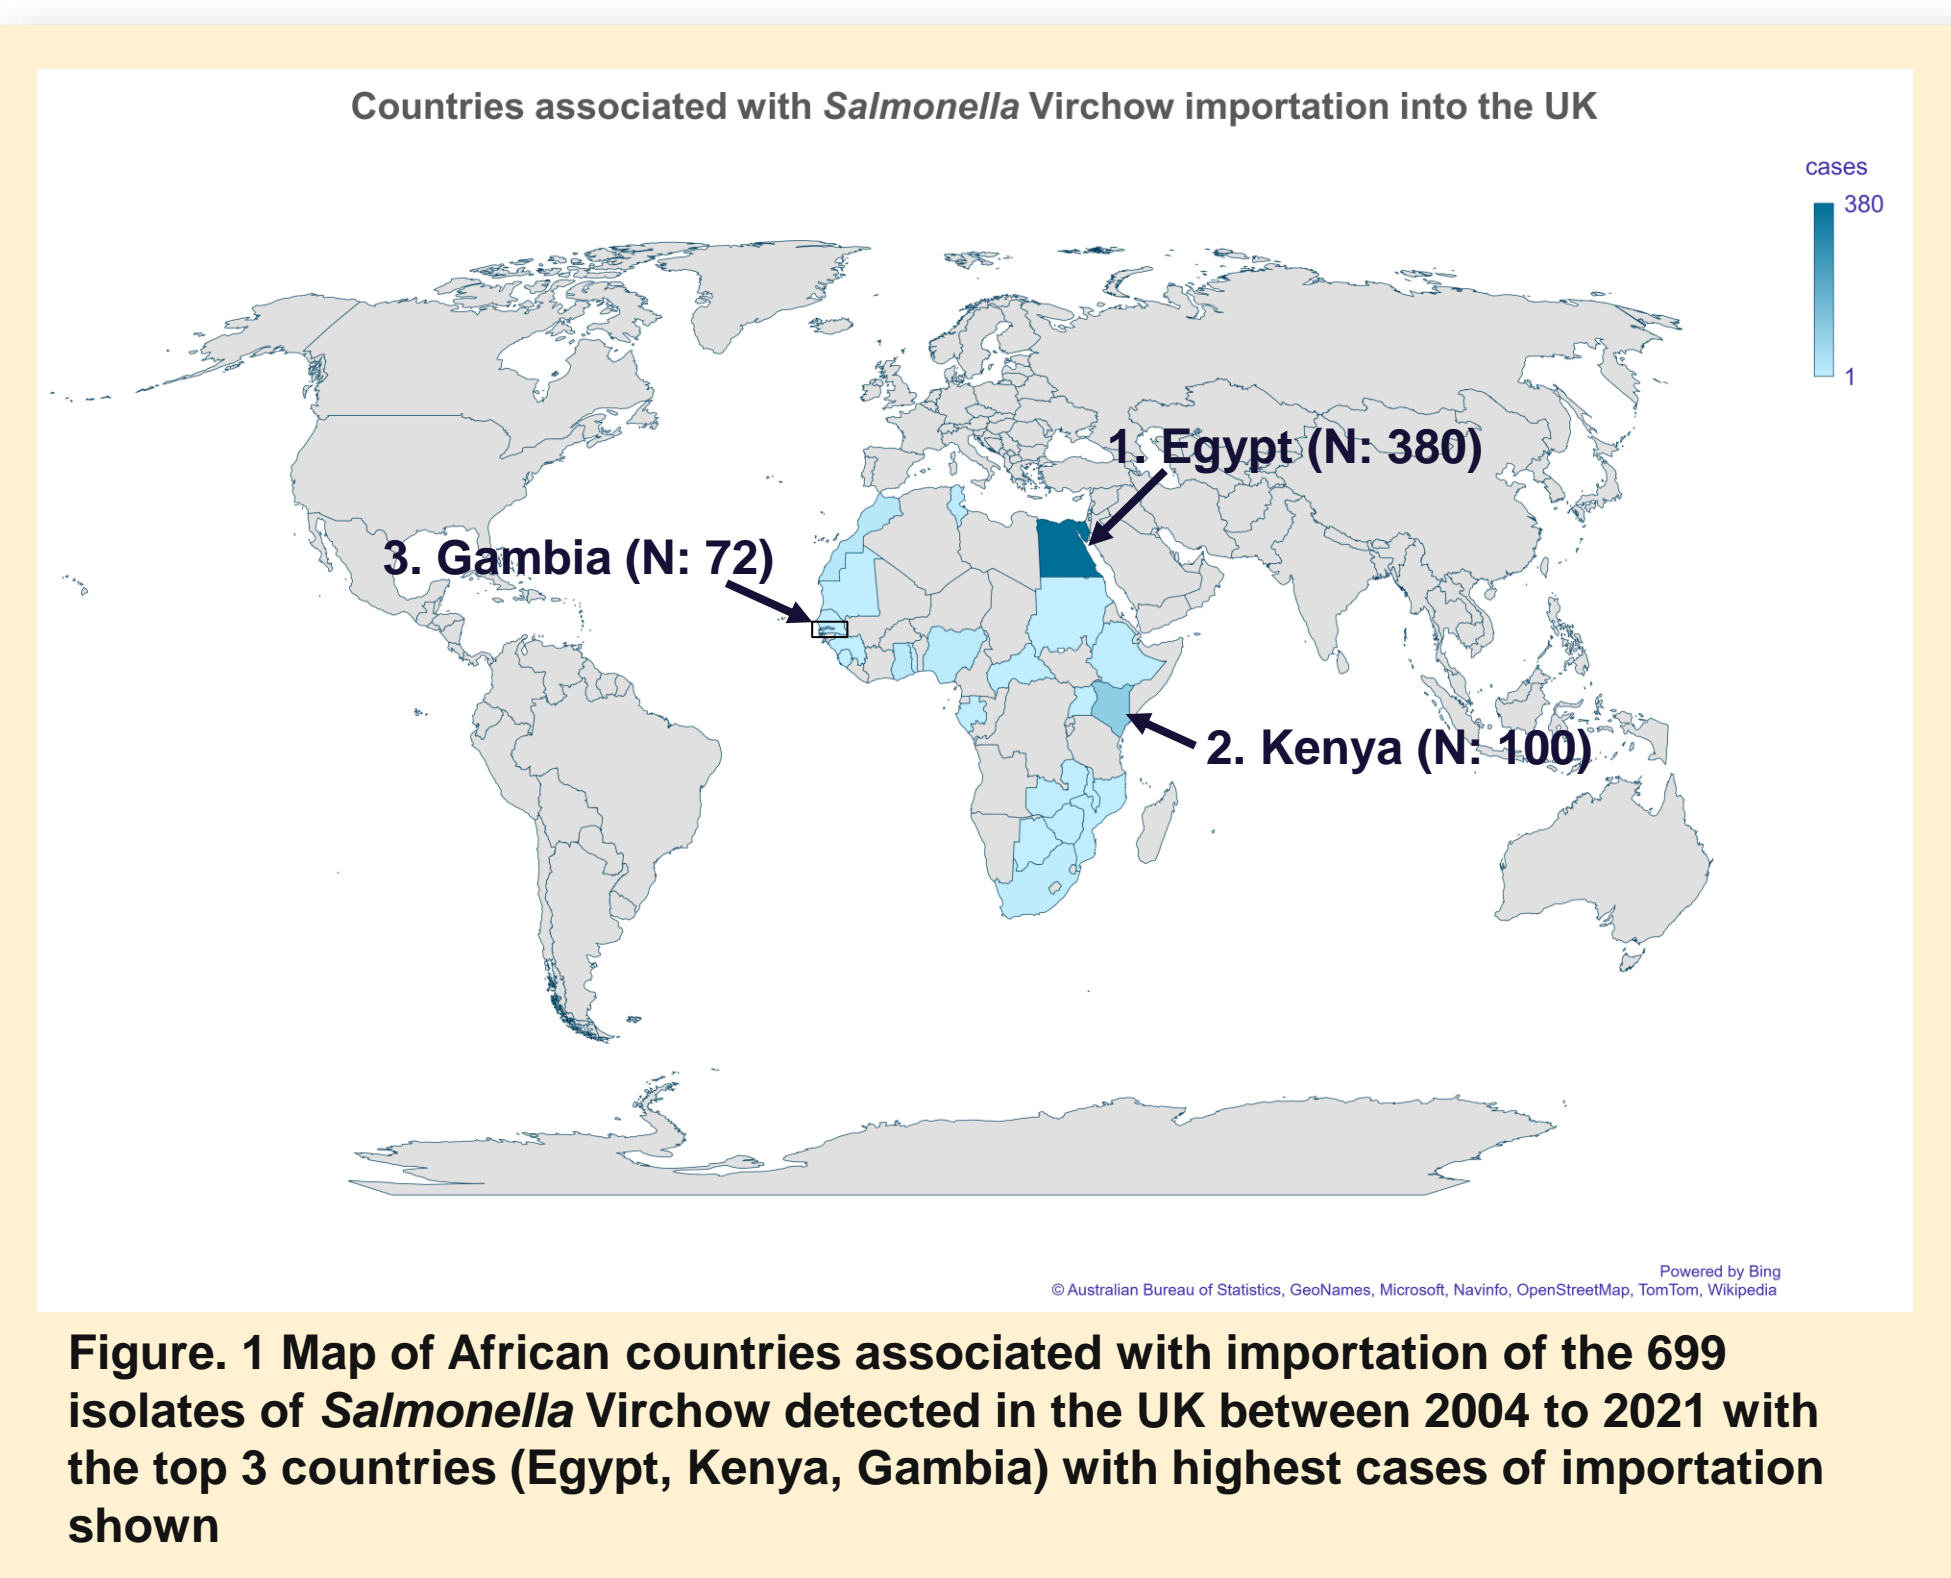 Countries associated with Salmonella Virchow importation into the UK
cases
380
1
1. Egypt (N: 380)
3. Gambia (N: 72)
2. Kenya (N: 100)
Powered by Bing
© Australian Bureau of Statistics, GeoNames, Microsoft, Navinfo, OpenStreetMap, TomTom, Wikipedia
Figure. 1 Map of African countries associated with importation of the 699
isolates of Salmonella Virchow detected in the UK between 2004 to 2021 with
the top 3 countries (Egypt, Kenya, Gambia) with highest cases of importation
shown